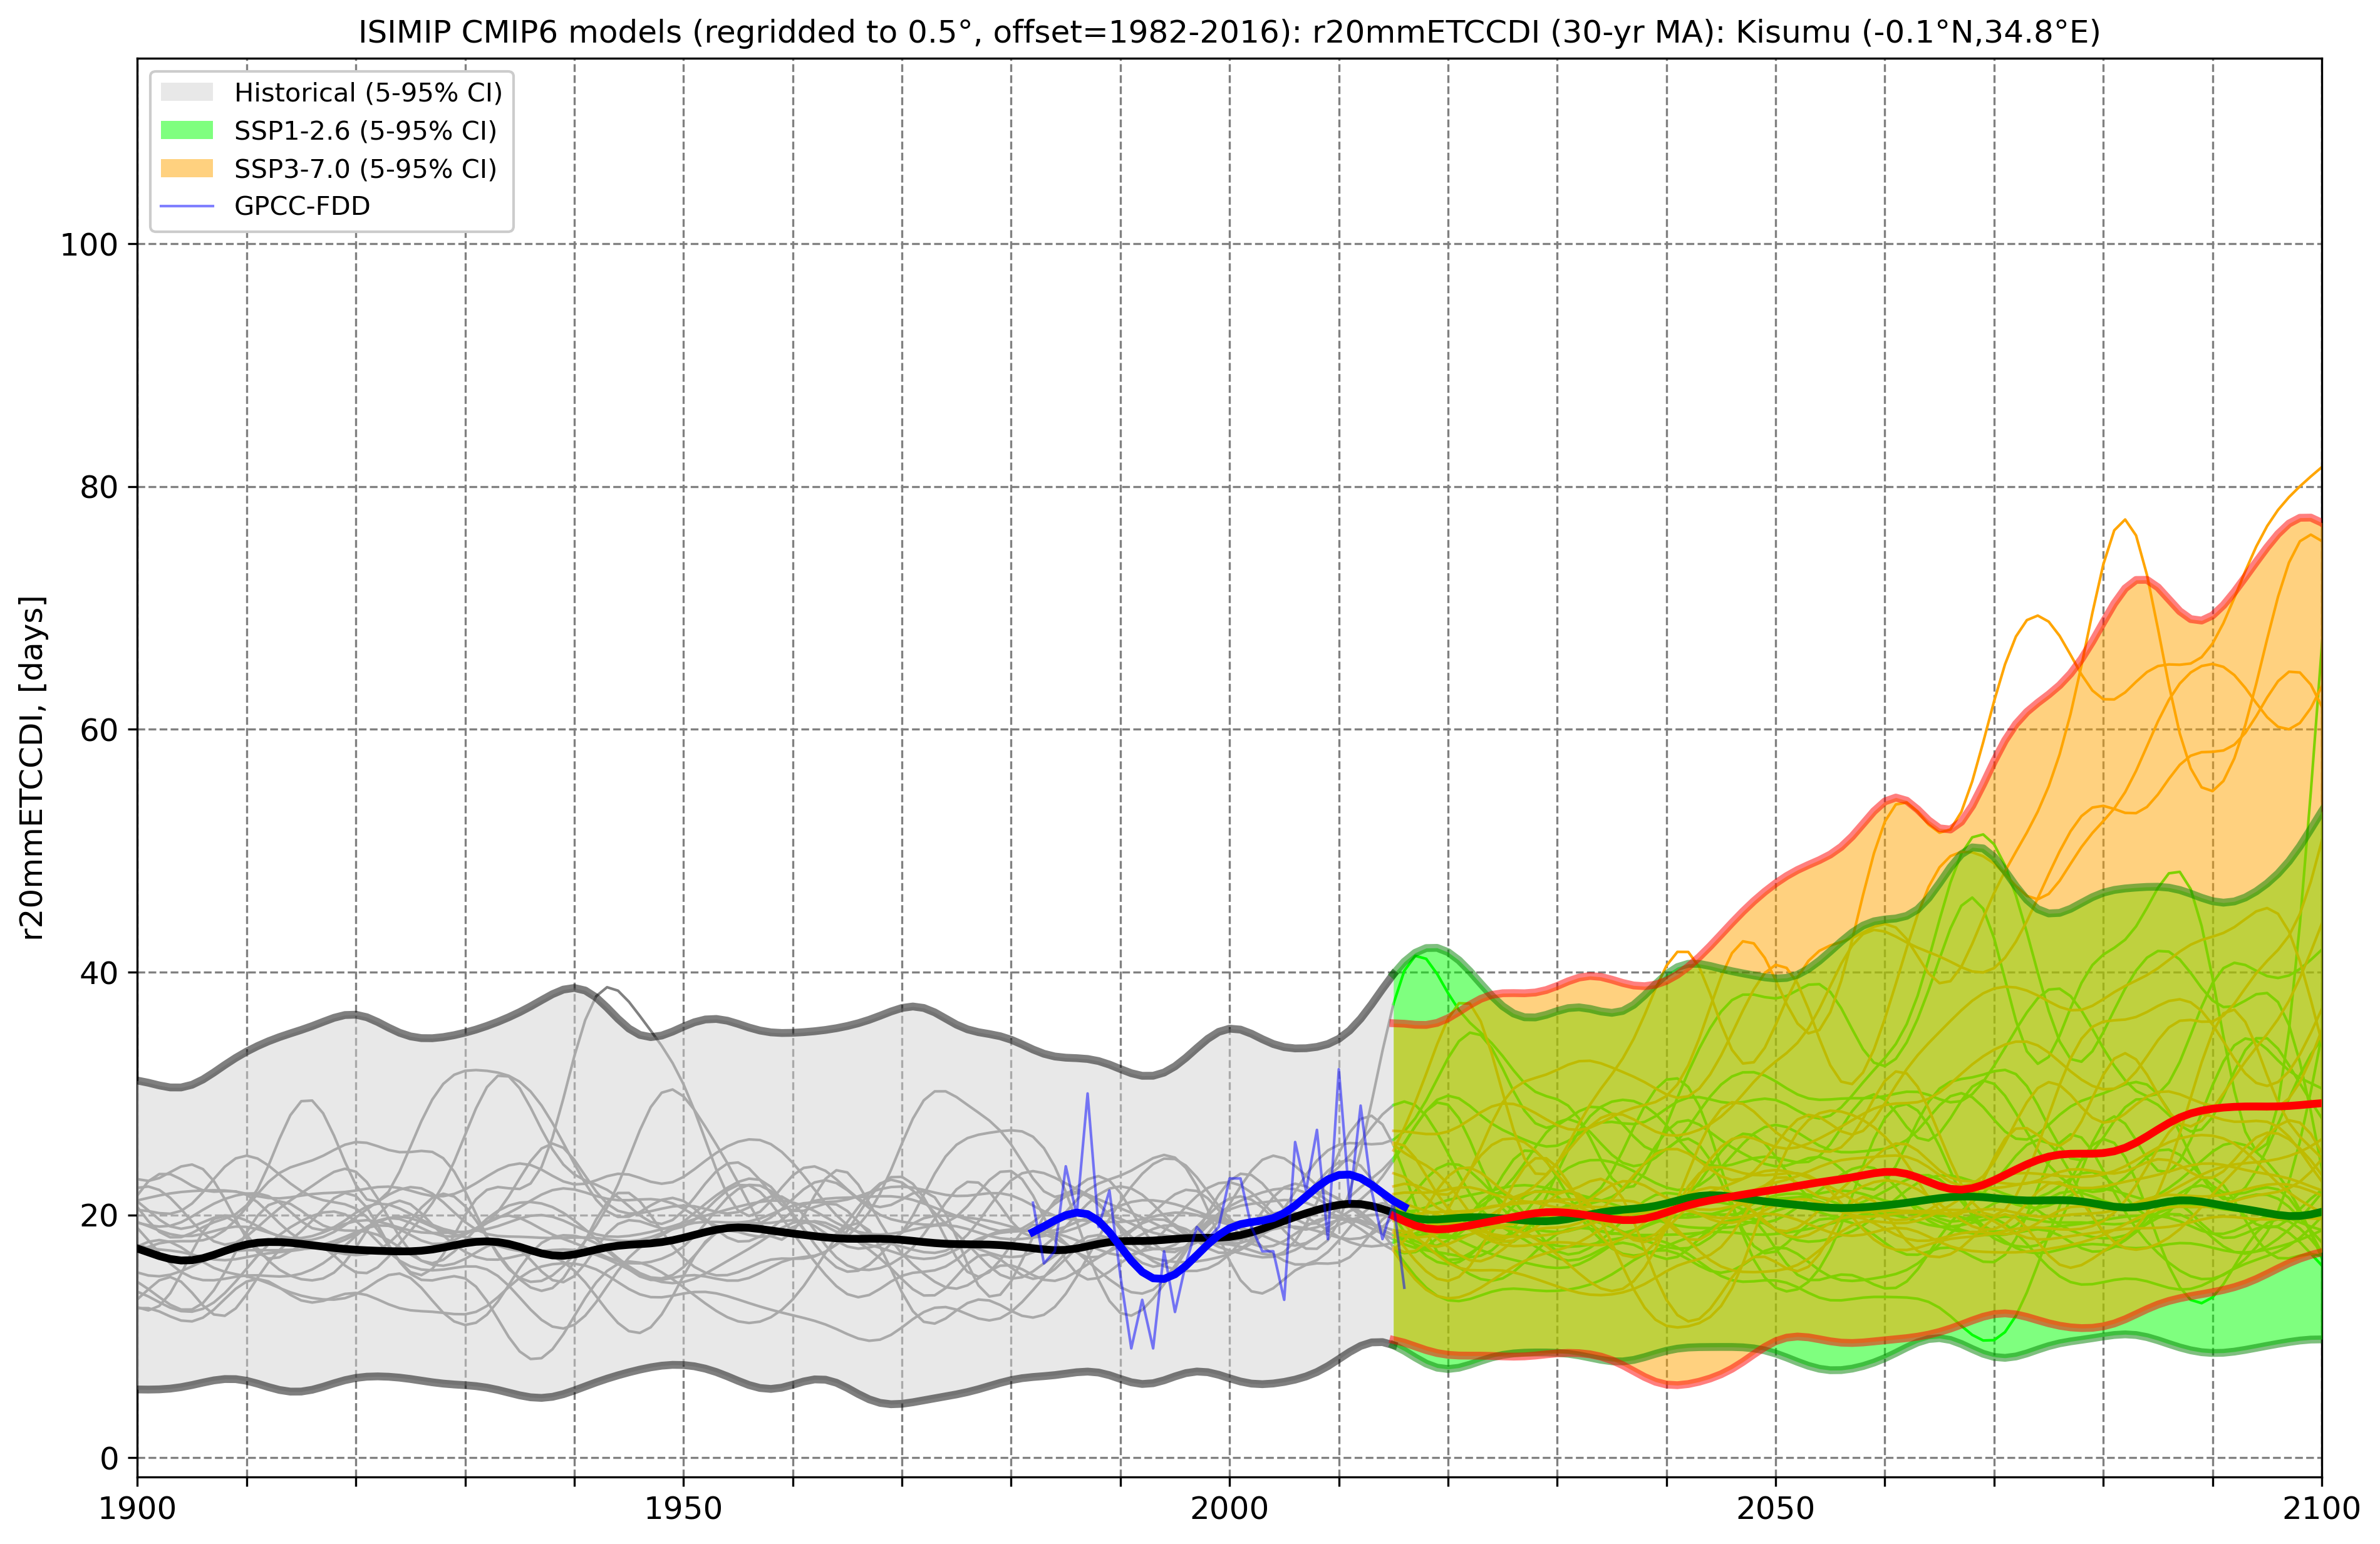 ISIMIP CMIP6 models (regridded to 0.5°, offset=1982-2016): r20mmETCCDI (30-yr MA): Kisumu (-0.1°N,34.8°E)
Historical (5-95% CI)
SSP1-2.6 (5-95% CI)
SSP3-7.0 (5-95% CI)
GPCC-FDD
r20mmETCCDI, [days]
100
80
60
40
20
0
1900 1950 2000 2050 2100